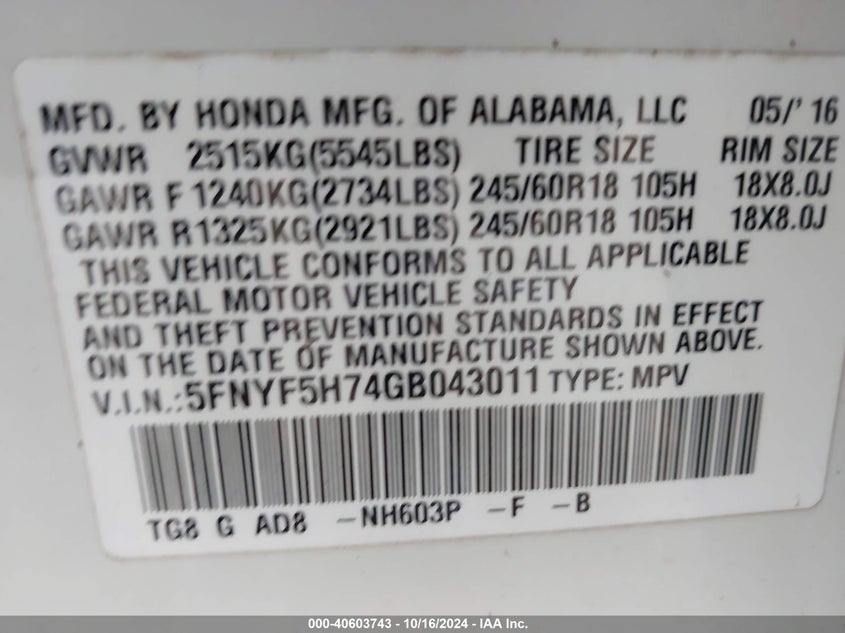 MFD. BY HONDA MFG. OF ALABAMA, LLC 05/' 16
GVWR 2515KG(5545LBS) TIRE SIZE RIM SIZE
GAWR F 1240KG(2734LBS) 245/60R18 105H 18X8.0J
GAWR R1325KG(2921LBS) 245/60R18 105H 18X8.0J
THIS VEHICLE CONFORMS TO ALL APPLICABLE
FEDERAL MOTOR VEHICLE SAFETY
AND THEFT PREVENTION STANDARDS IN EFFECT
ON THE DATE OF MANUFACTURE SHOWN ABOVE.
V.I.N.:5FNYF5H74GB043011 TYPE: MPV
TG8 G AD8 -NH603P -F -B
000-40603743 - 10/16/2024 - IAA Inc.